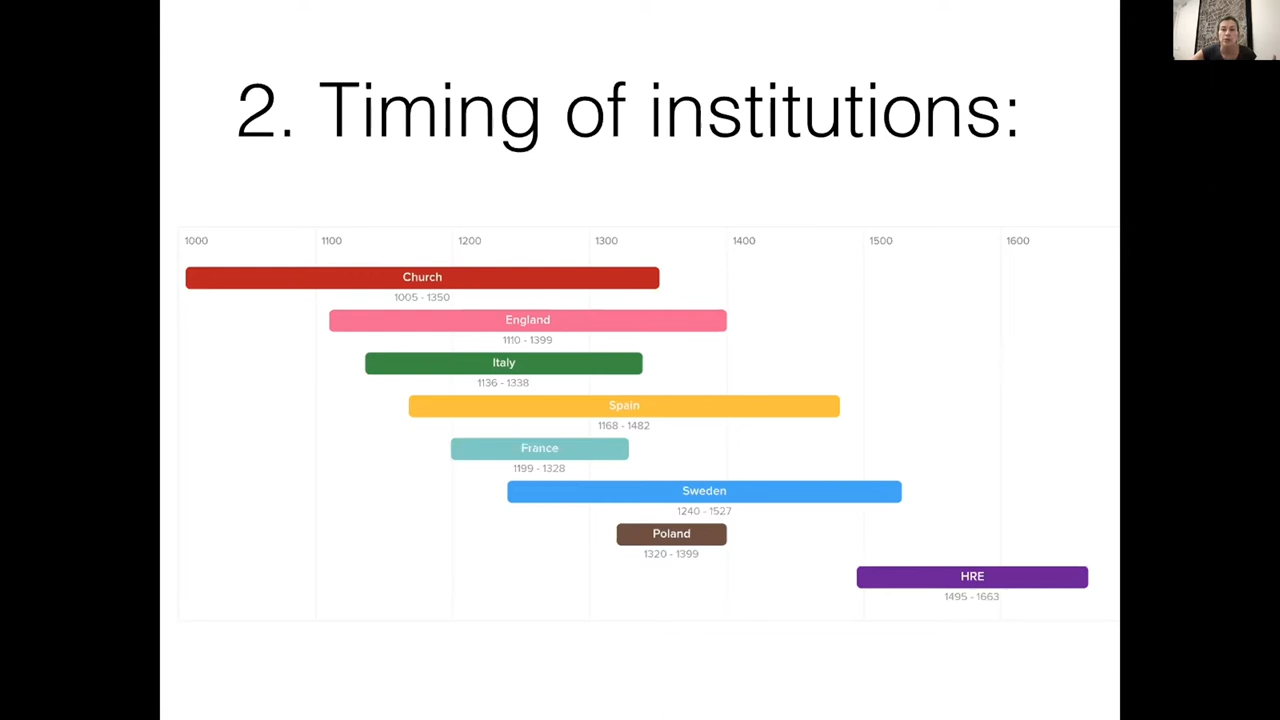 2. Timing of institutions:
1000 1100 1200 1300 1400 1500 1600
Church
1005 - 1350
England
1110 - 1399
Italy
1136 - 1338
Spain
1168 - 1482
France
1199 - 1328
Sweden
1240 - 1527
Poland
1320 - 1399
HRE
1495 - 1663